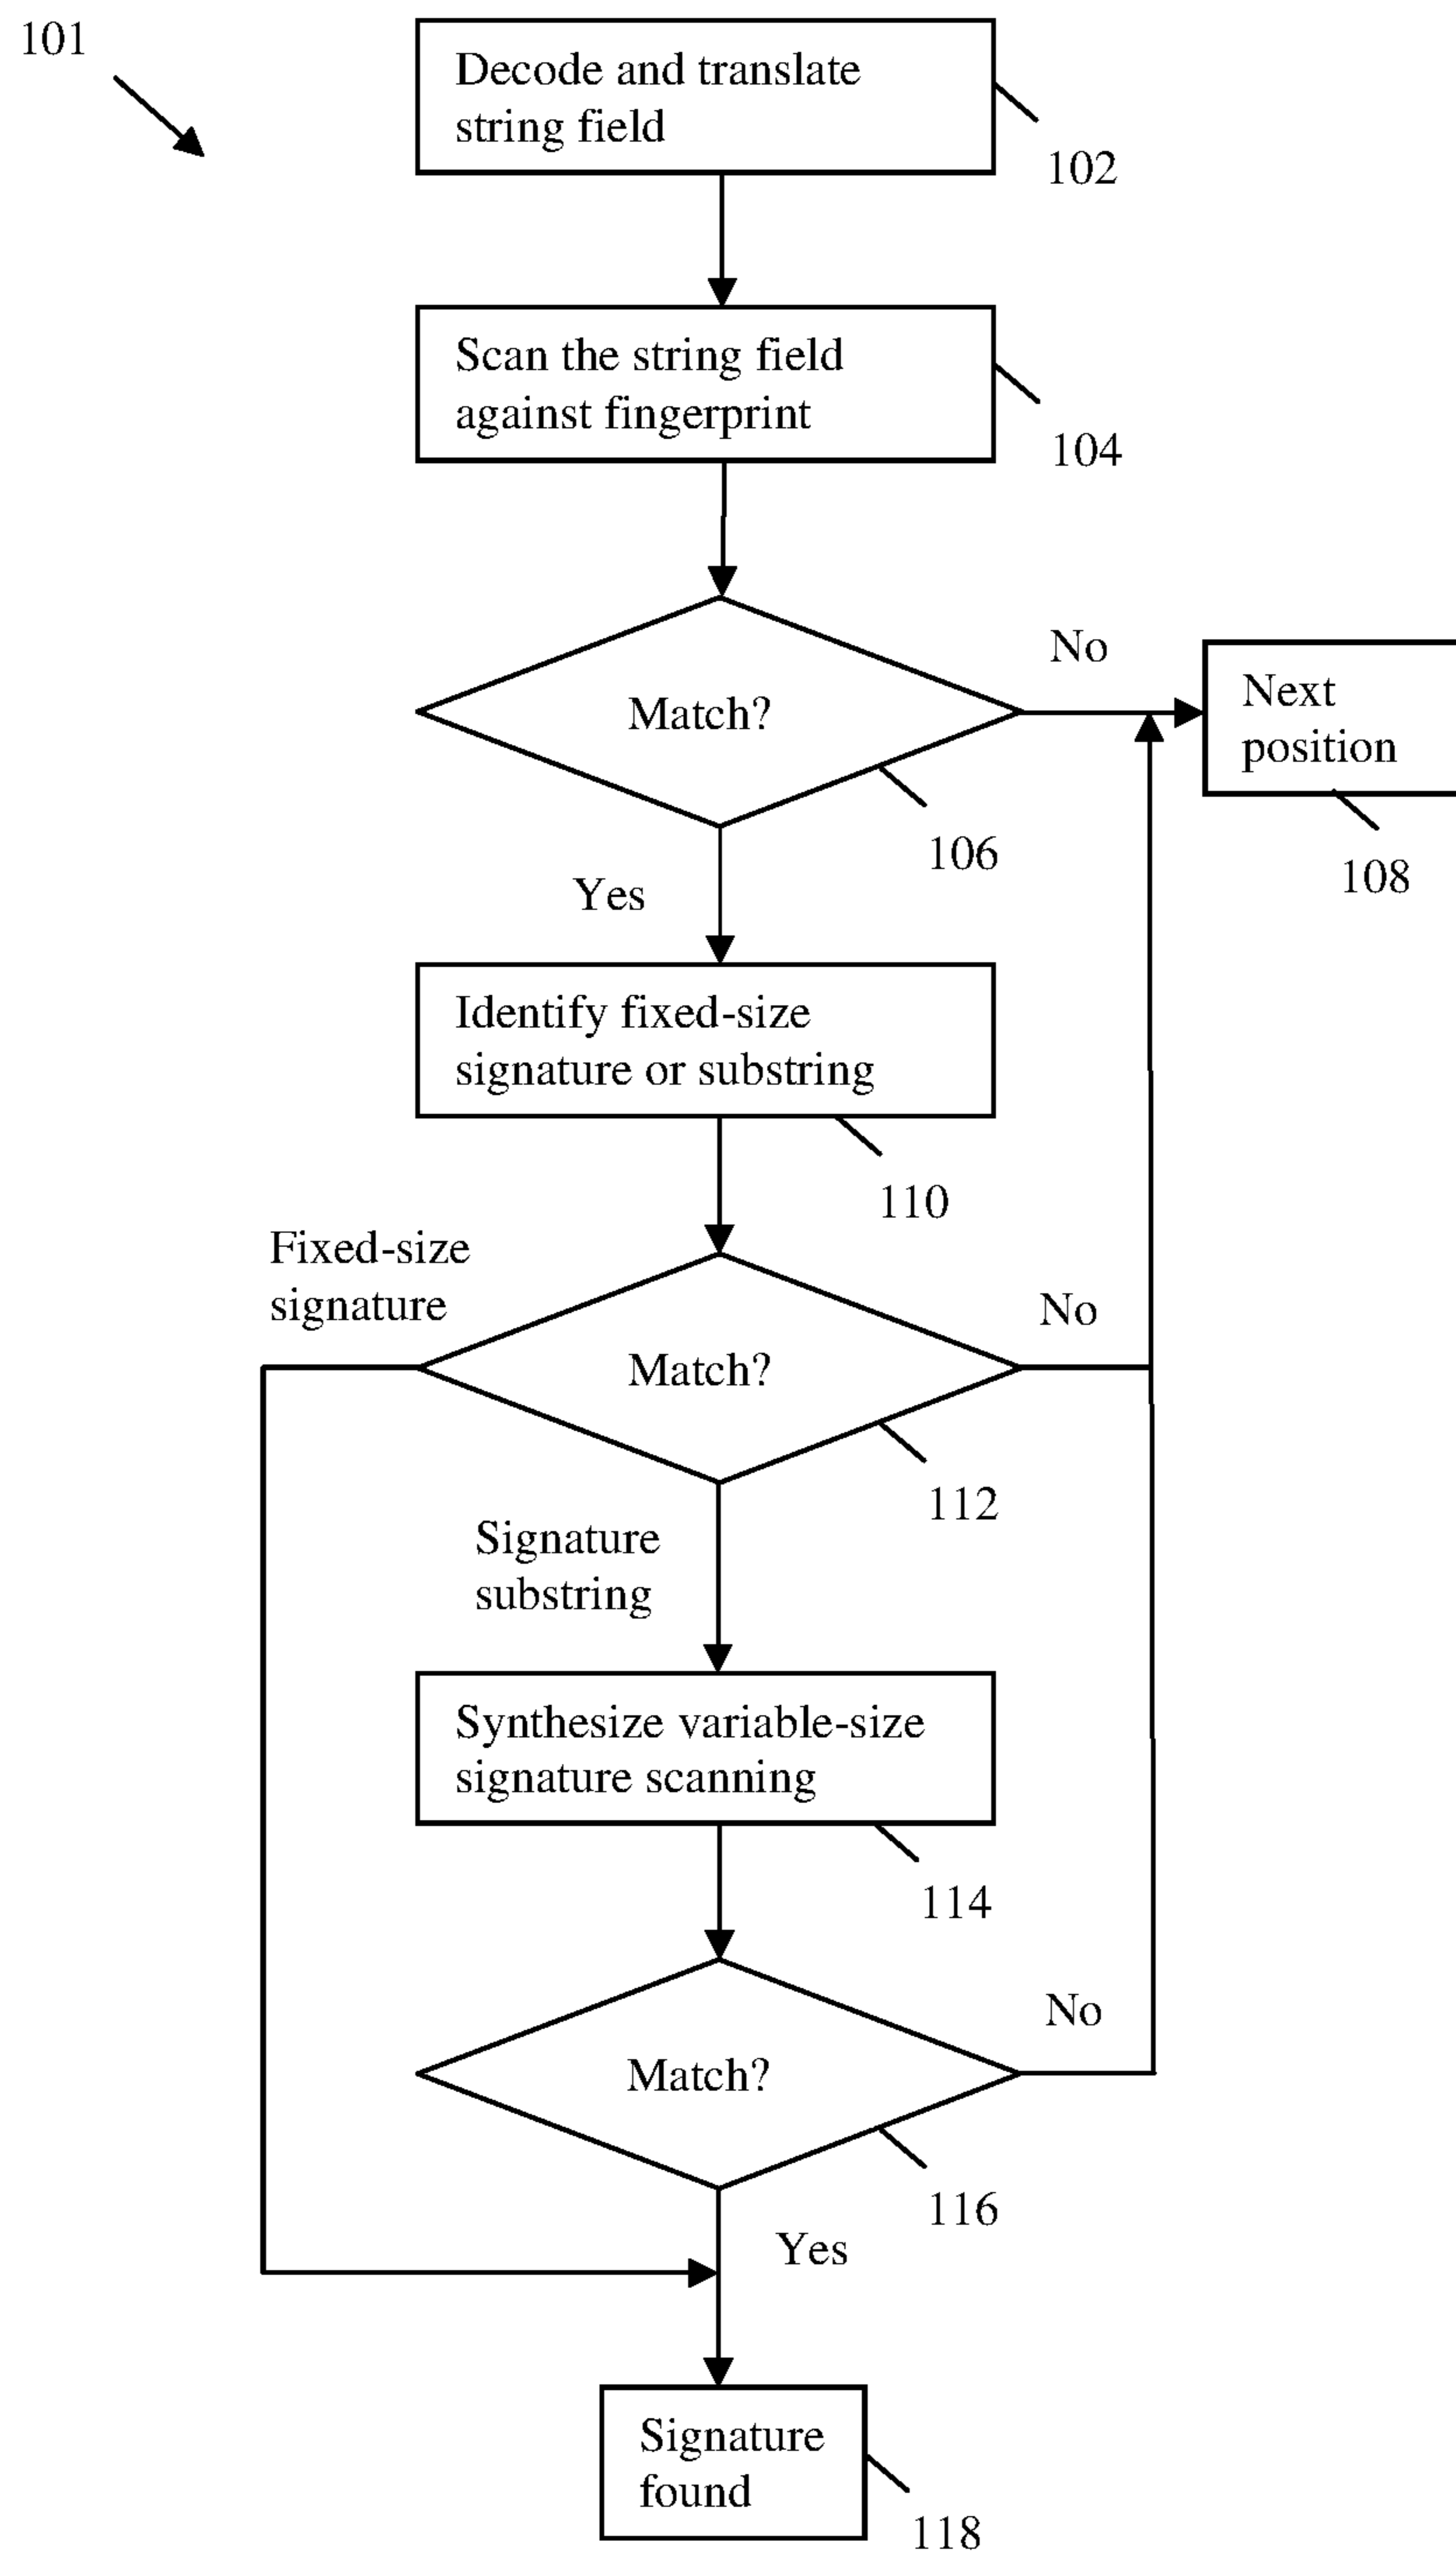 101
Decode and translate
string field
102
Scan the string field
against fingerprint
104
Match?
No
Next
position
106
108
Yes
Identify fixed-size
signature or substring
110
Fixed-size
signature
Match?
No
112
Signature
substring
Synthesize variable-size
signature scanning
114
Match?
No
116
Yes
Signature
found
118